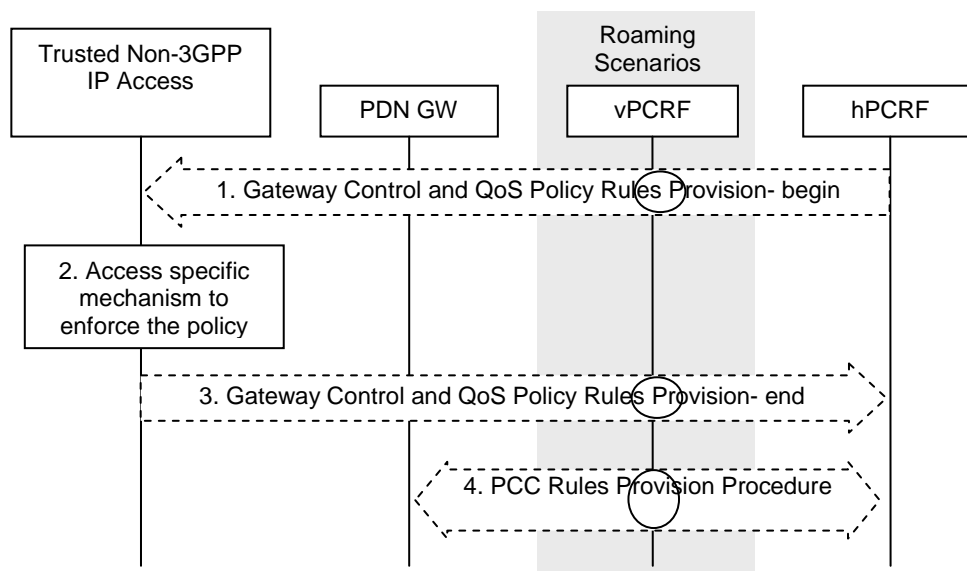 Roaming
Scenarios
Trusted Non-3GPP
IP Access
PDN GW
vPCRF
hPCRF
1. Gateway Control and QoS Policy Rules Provision- begin
2. Access specific
mechanism to
enforce the policy
3. Gateway Control and QoS Policy Rules Provision- end
4. PCC Rules Provision Procedure